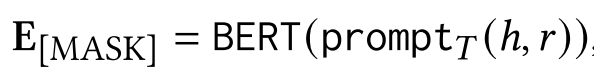 E[MASK] = BERT(prompt_T(h, r)),